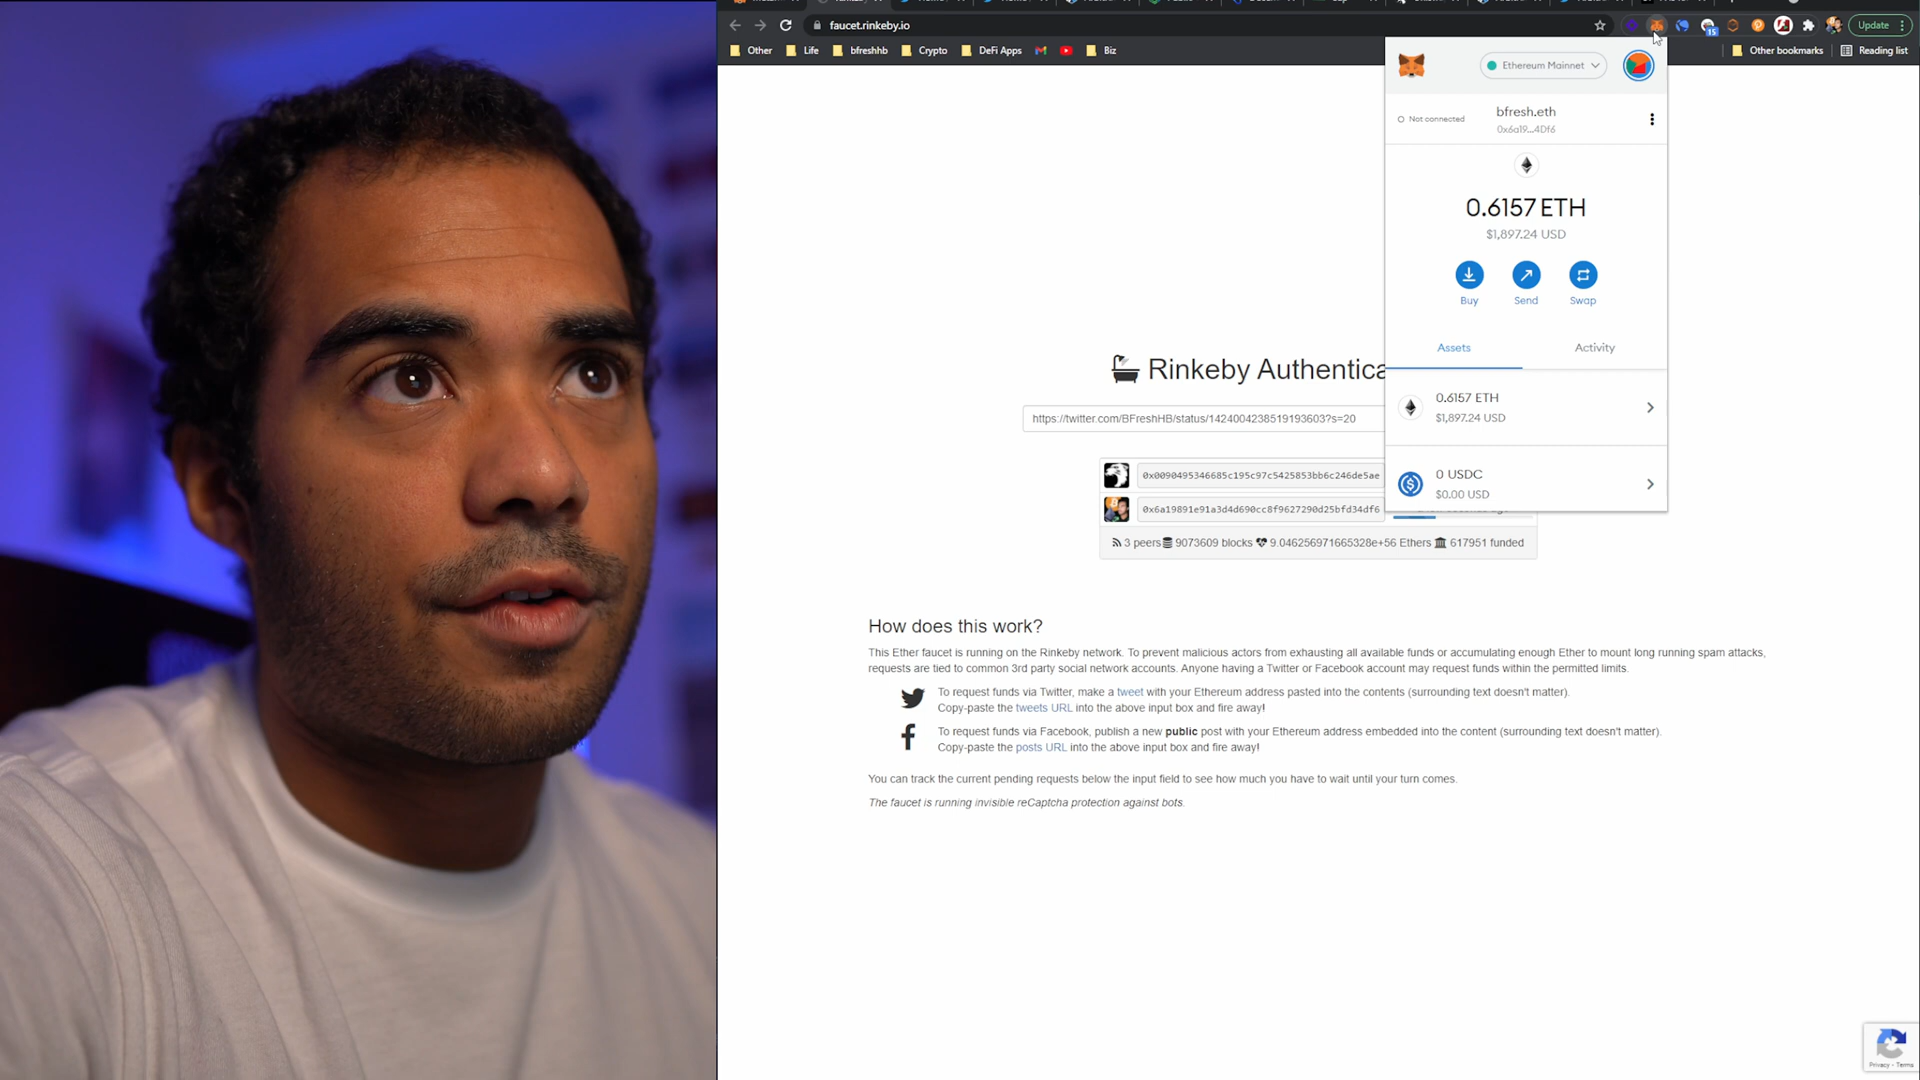 faucet.rinkeby.io
Update
Other
Life
bfreshhb
Crypto
DeFi Apps
Biz
Other bookmarks
Reading list
15
Ethereum Mainnet
Not connected
bfresh.eth
0x6a19...4Df6
0.6157 ETH
$1,897.24 USD
Buy
Send
Swap
Assets
Activity
0.6157 ETH
$1,897.24 USD
0 USDC
$0.00 USD
Rinkeby Authentica
https://twitter.com/BFreshHB/status/1424004238519193603?s=20
0x0090495346685c195c97c5425853bb6c246de5ae
0x6a19891e91a3d4d690cc8f9627290d25bfd34df6
3 peers 9073609 blocks 9.046256971665328e+56 Ethers 617951 funded
How does this work?
This Ether faucet is running on the Rinkeby network. To prevent malicious actors from exhausting all available funds or accumulating enough Ether to mount long running spam attacks,
requests are tied to common 3rd party social network accounts. Anyone having a Twitter or Facebook account may request funds within the permitted limits.
To request funds via Twitter, make a tweet with your Ethereum address pasted into the contents (surrounding text doesn't matter).
Copy-paste the tweets URL into the above input box and fire away!
To request funds via Facebook, publish a new public post with your Ethereum address embedded into the content (surrounding text doesn't matter).
Copy-paste the posts URL into the above input box and fire away!
You can track the current pending requests below the input field to see how much you have to wait until your turn comes.
The faucet is running invisible reCaptcha protection against bots.
Privacy - Terms